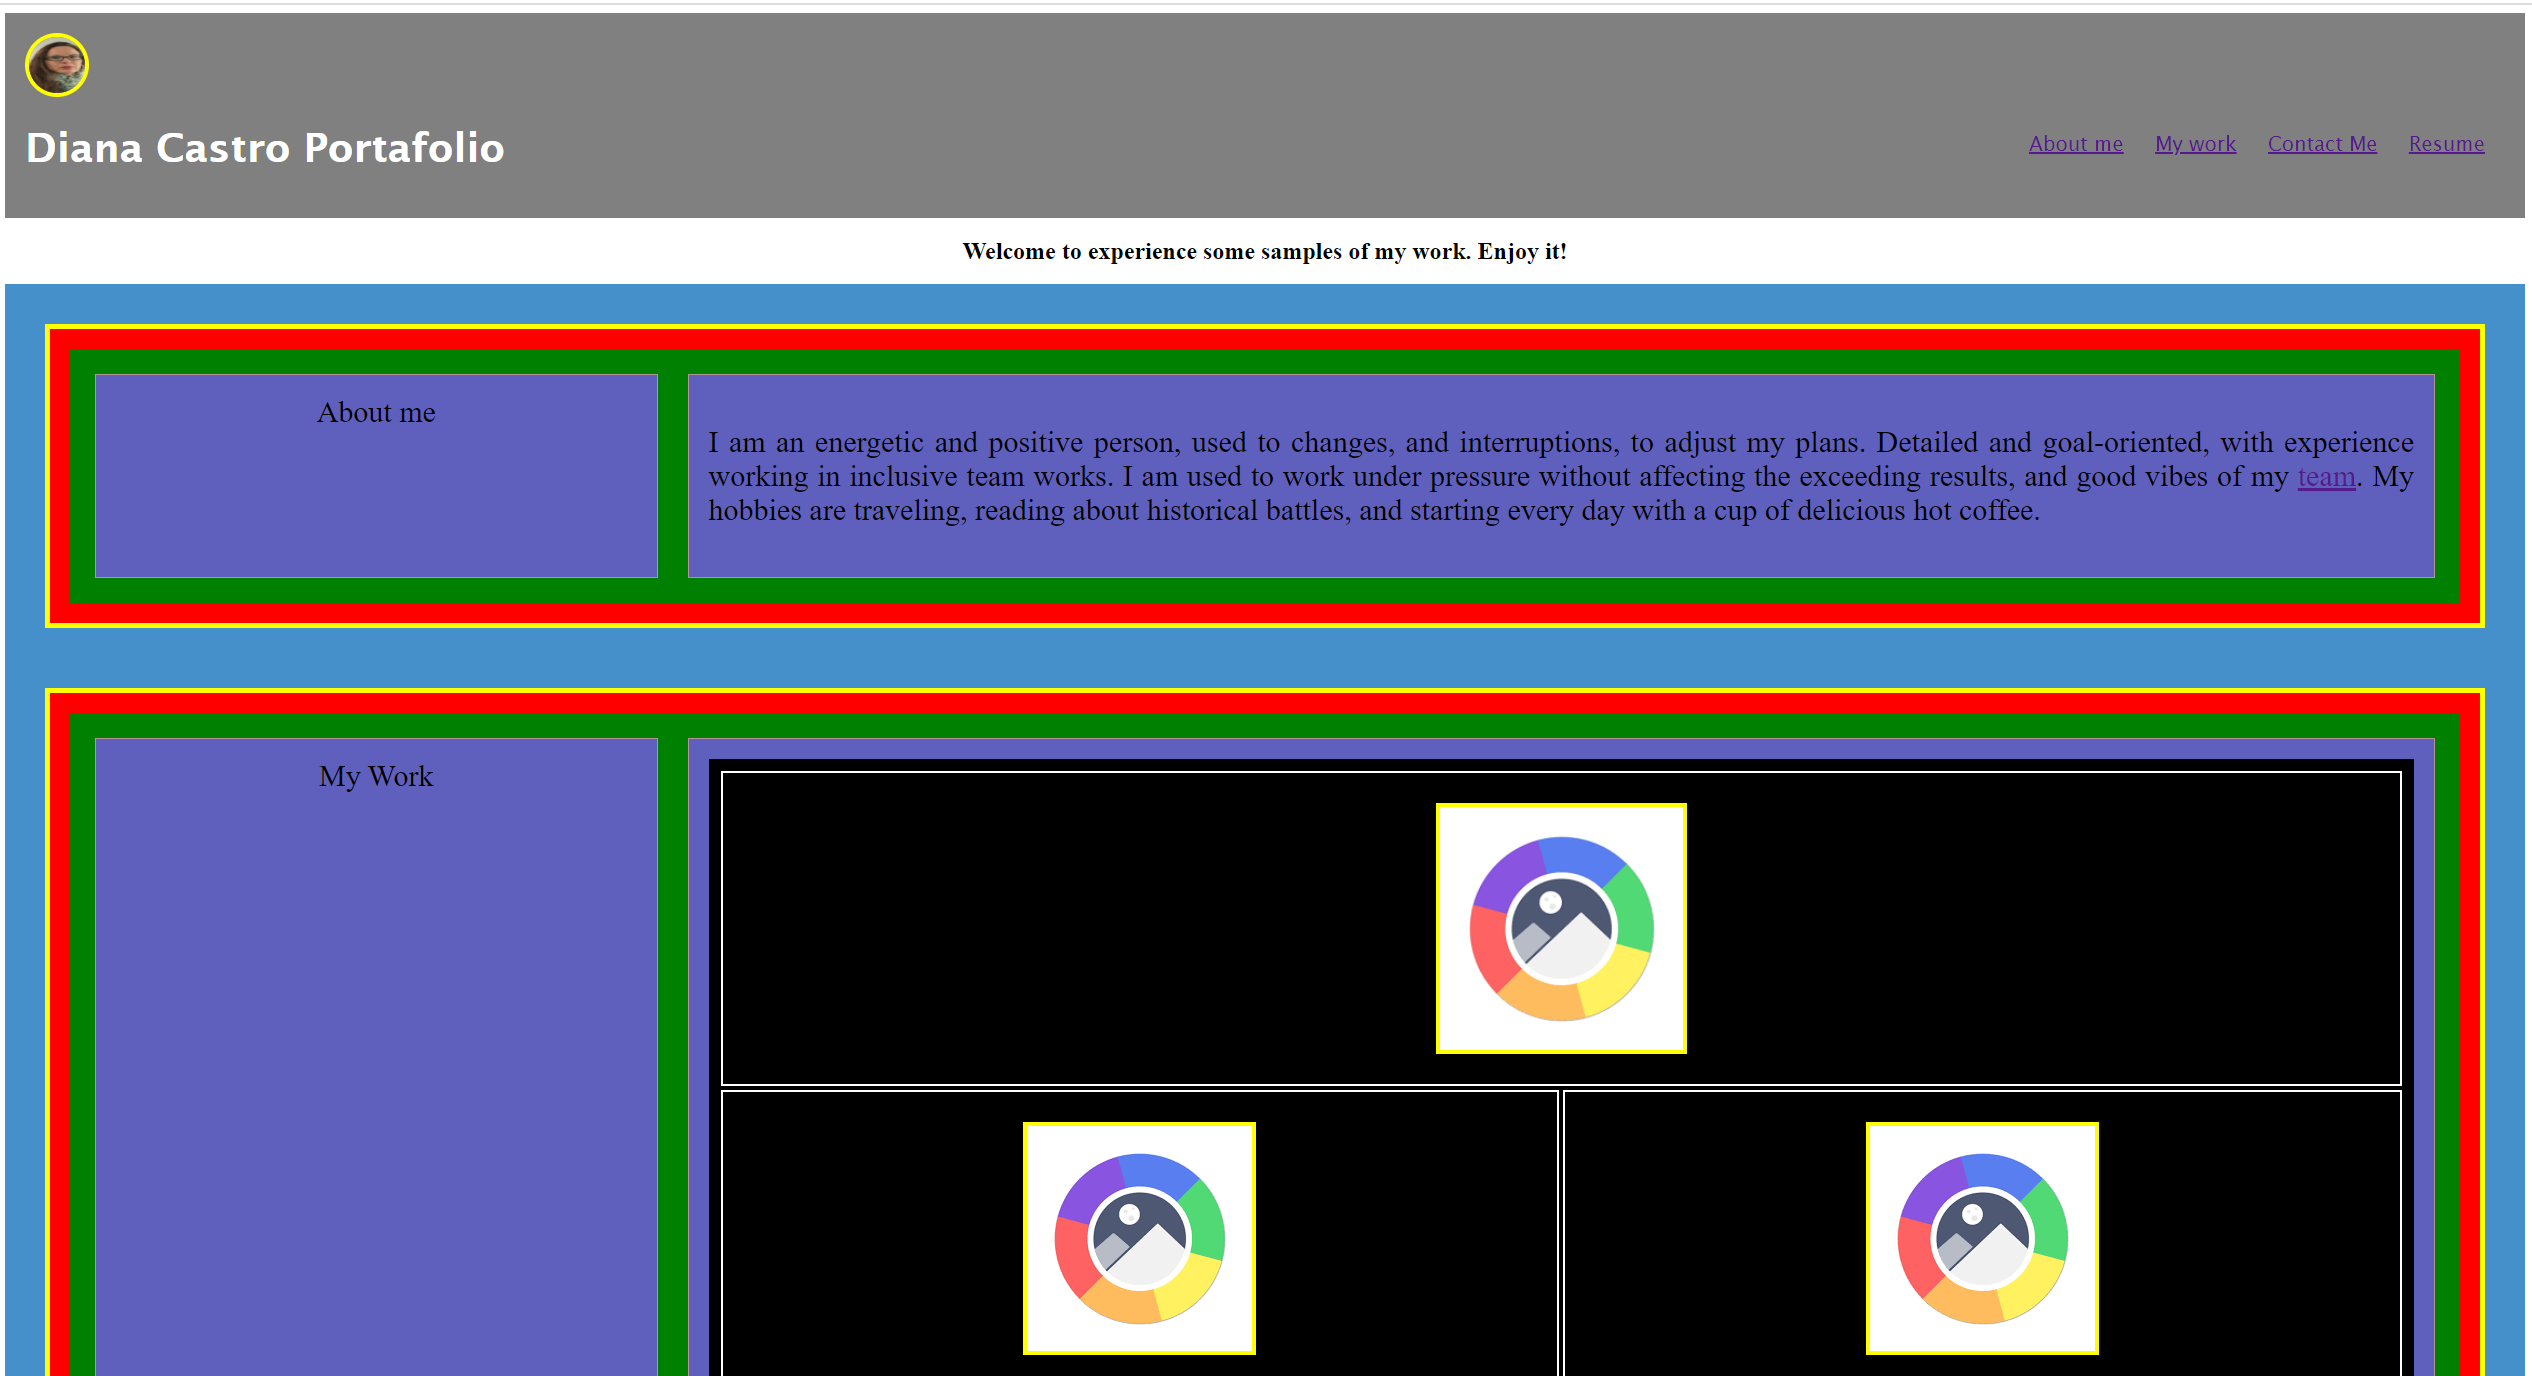 Diana Castro Portafolio
About me
My work
Contact Me
Resume
Welcome to experience some samples of my work. Enjoy it!
About me
I am an energetic and positive person, used to changes, and interruptions, to adjust my plans. Detailed and goal-oriented, with experience
working in inclusive team works. I am used to work under pressure without affecting the exceeding results, and good vibes of my team. My
hobbies are traveling, reading about historical battles, and starting every day with a cup of delicious hot coffee.
My Work